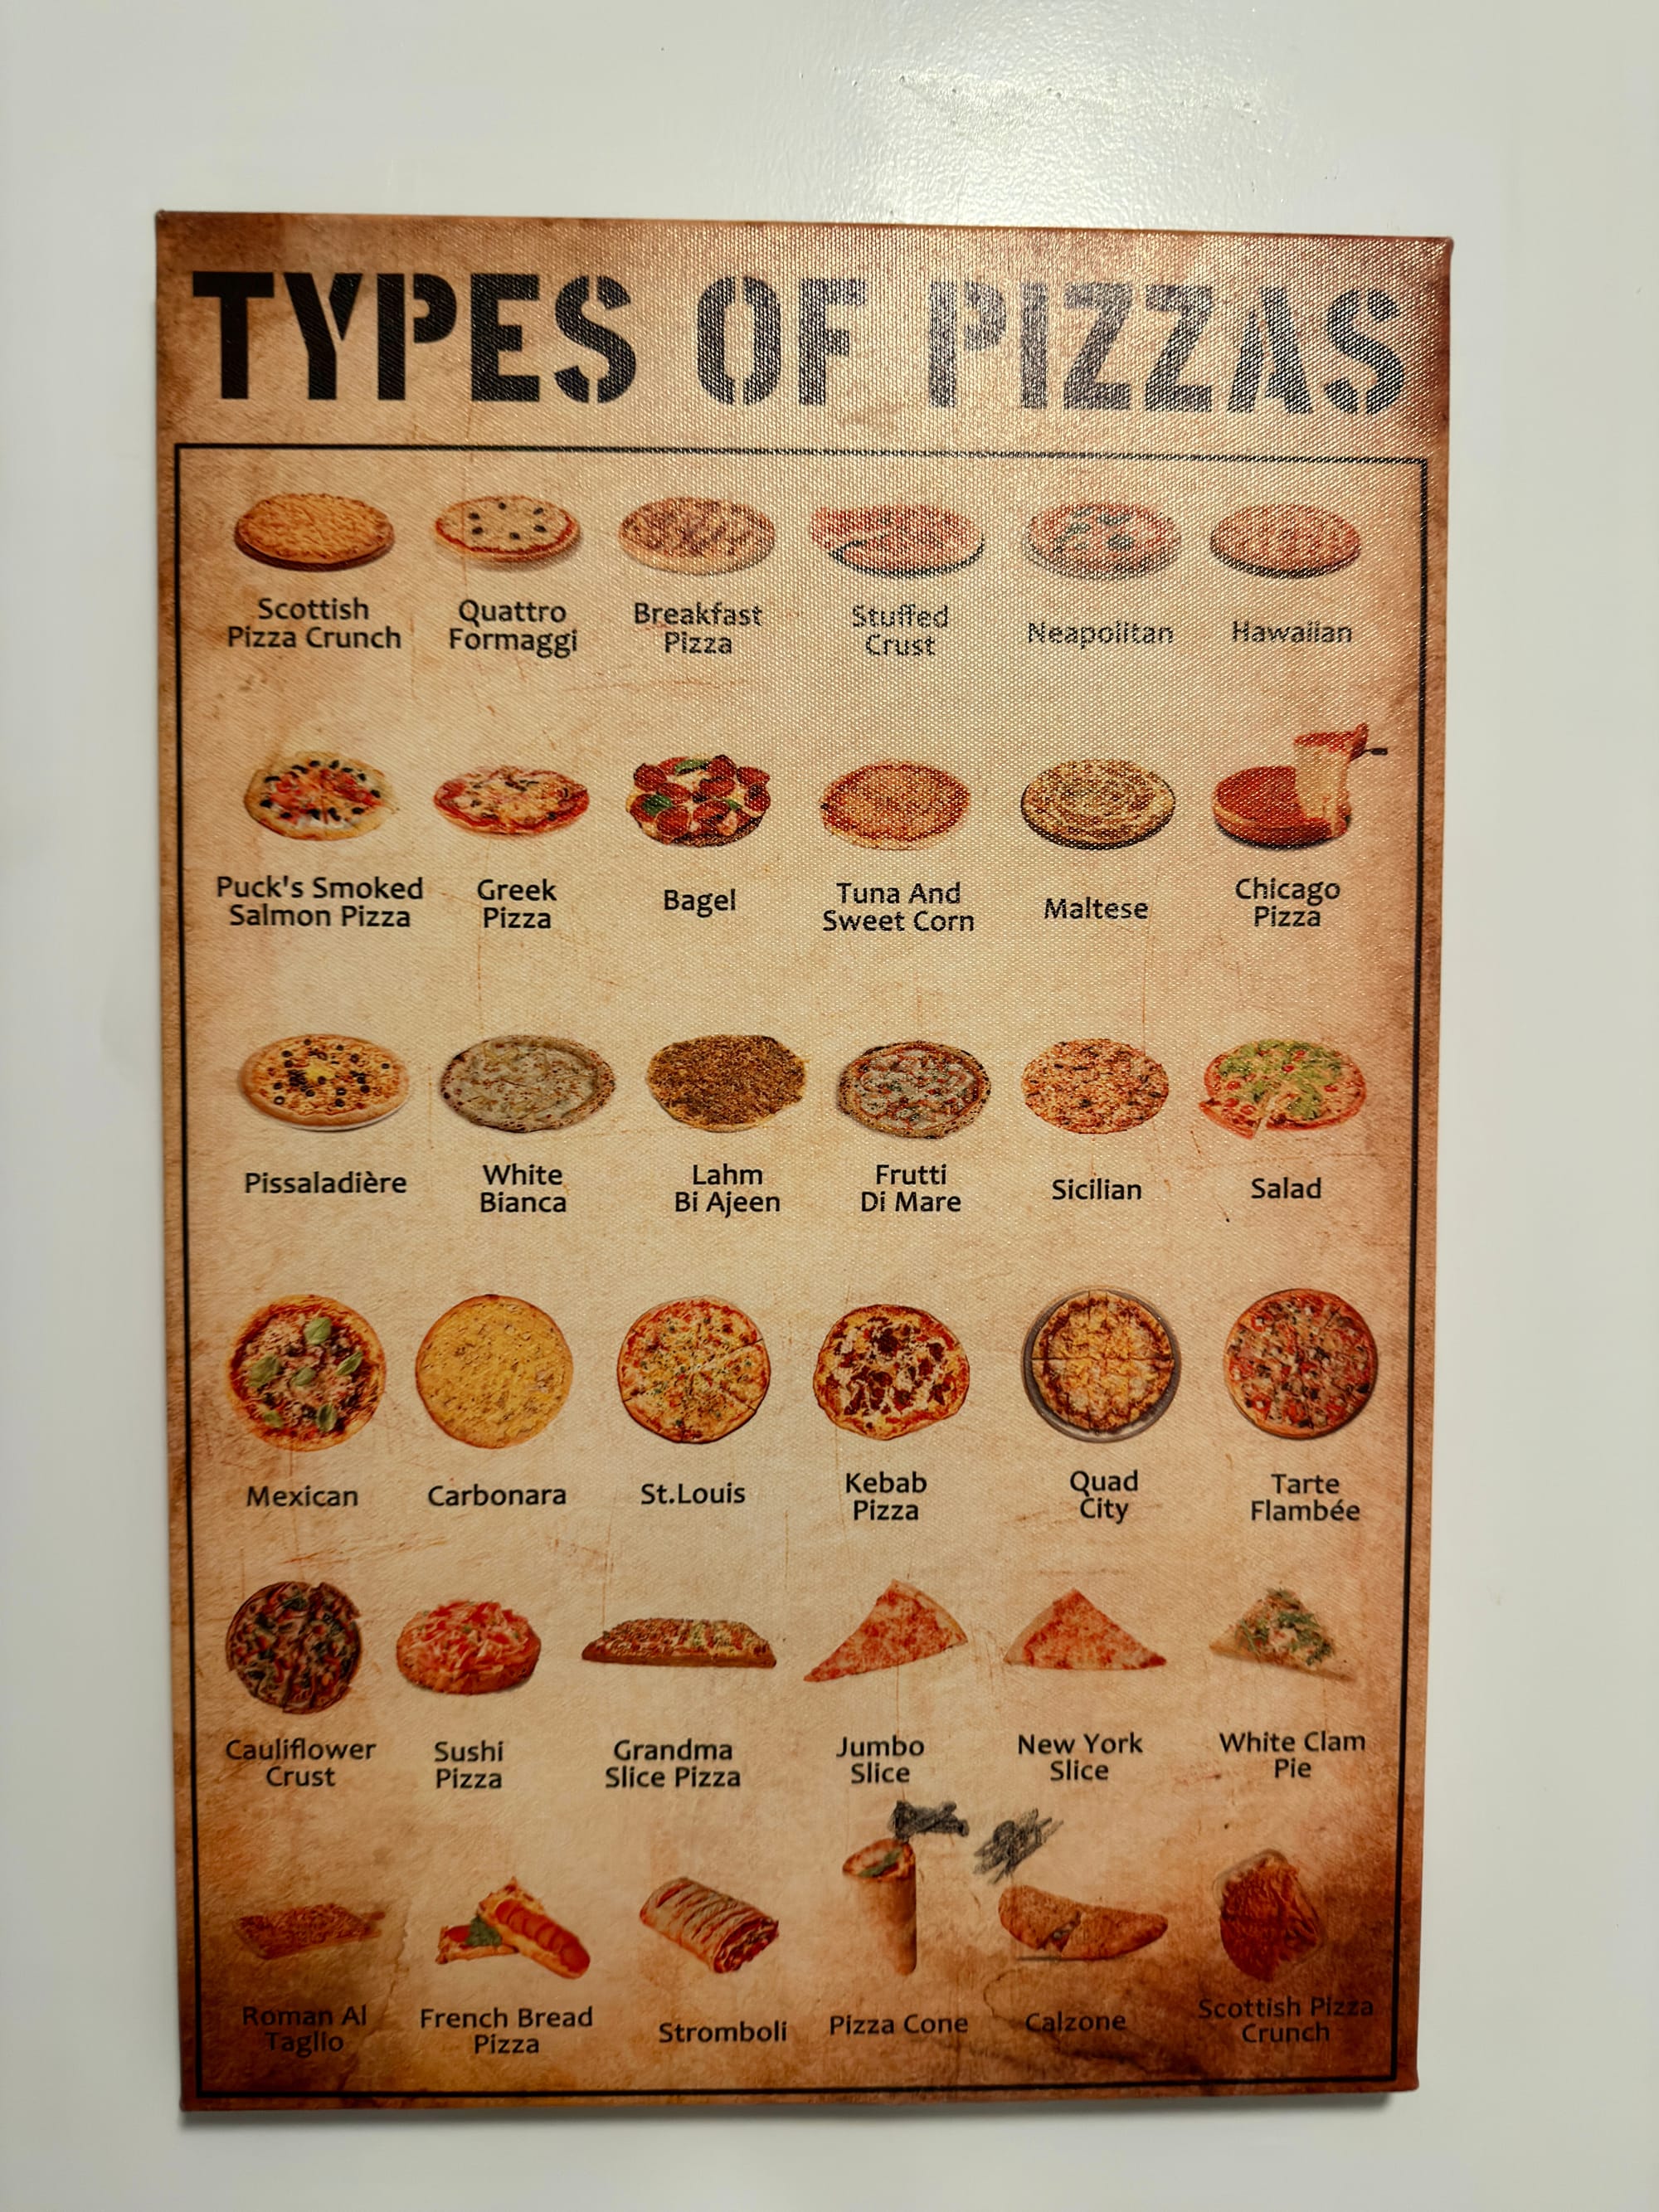 TYPES OF PIZZAS
Scottish
Pizza Crunch
Quattro
Formaggi
Breakfast
Pizza
Stuffed
Crust
Neapolitan
Hawaiian
Puck's Smoked
Salmon Pizza
Greek
Pizza
Bagel
Tuna And
Sweet Corn
Maltese
Chicago
Pizza
Pissaladière
White
Bianca
Lahm
Bi Ajeen
Frutti
Di Mare
Sicilian
Salad
Mexican
Carbonara
St.Louis
Kebab
Pizza
Quad
City
Tarte
Flambée
Cauliflower
Crust
Sushi
Pizza
Grandma
Slice Pizza
Jumbo
Slice
New York
Slice
White Clam
Pie
Roman Al
Taglio
French Bread
Pizza
Stromboli
Pizza Cone
Calzone
Scottish Pizza
Crunch